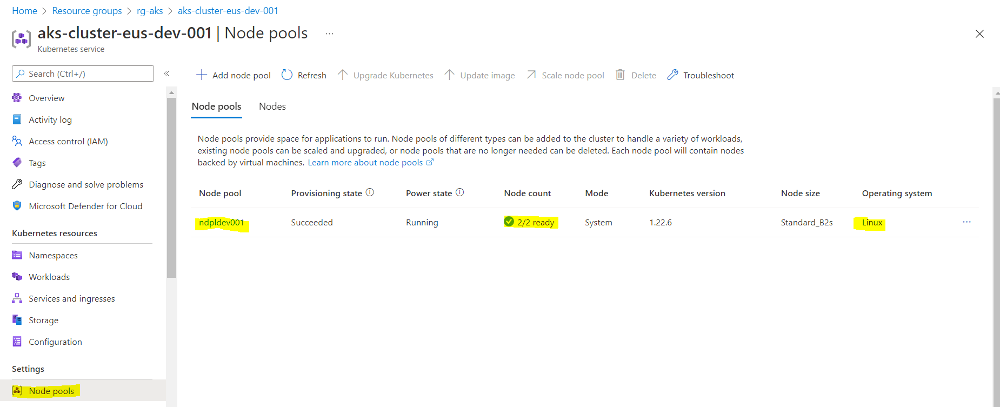 Home > Resource groups > rg-aks > aks-cluster-eus-dev-001
aks-cluster-eus-dev-001 | Node pools ...
Kubernetes service
Search (Ctrl+/)
«
Add node pool
Refresh
Upgrade Kubernetes
Update image
Scale node pool
Delete
Troubleshoot
Overview
Activity log
Access control (IAM)
Tags
Diagnose and solve problems
Microsoft Defender for Cloud
Kubernetes resources
Namespaces
Workloads
Services and ingresses
Storage
Configuration
Settings
Node pools
Node pools
Nodes
Node pools provide space for applications to run. Node pools of different types can be added to the cluster to handle a variety of workloads,
existing node pools can be scaled and upgraded, or node pools that are no longer needed can be deleted. Each node pool will contain nodes
backed by virtual machines. Learn more about node pools
Node pool Provisioning state Power state Node count Mode Kubernetes version Node size Operating system
ndpldev001 Succeeded Running 2/2 ready System 1.22.6 Standard_B2s Linux ...